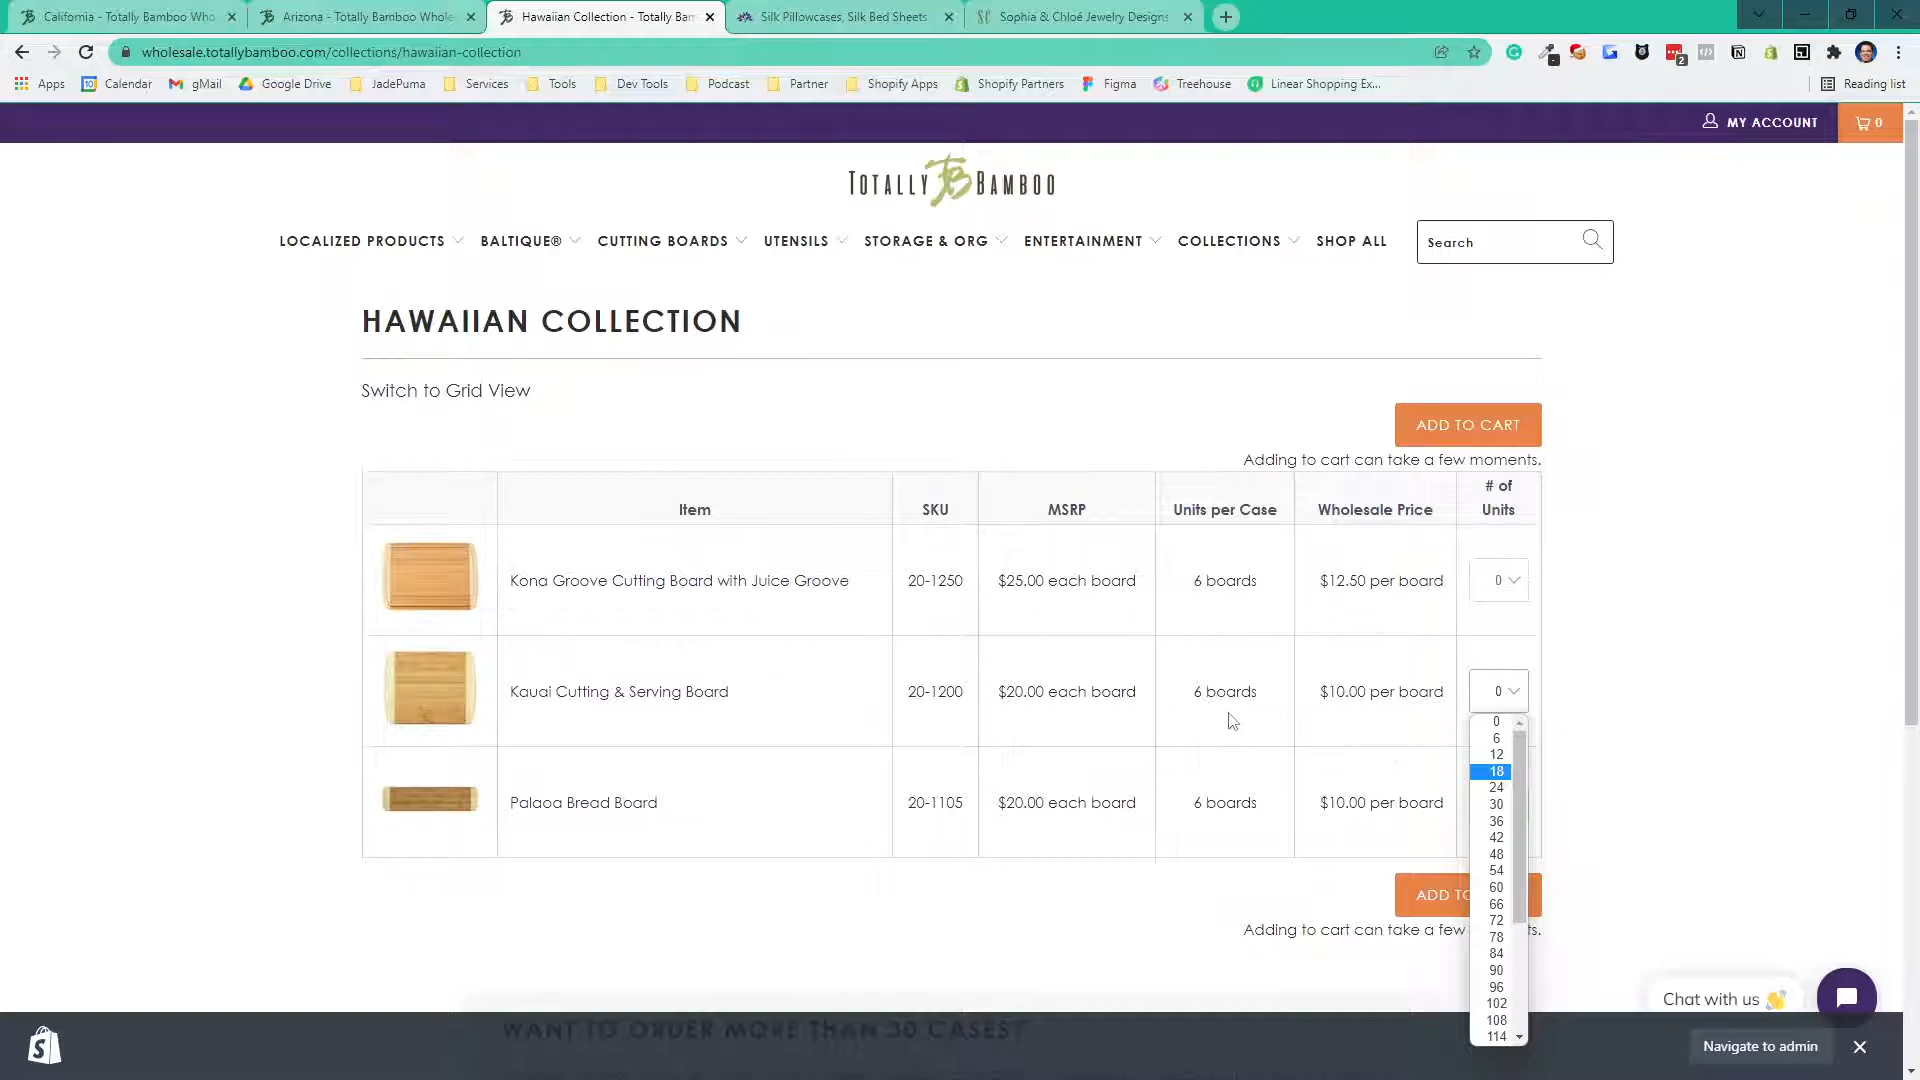 California - Totally Bamboo Who
Arizona - Totally Bamboo Whole
Hawaiian Collection - Totally Bam
Silk Pillowcases, Silk Bed Sheets
Sophia & Chloé Jewelry Designs
wholesale.totallybamboo.com/collections/hawaiian-collection
Apps
Calendar
gMail
Google Drive
JadePuma
Services
Tools
Dev Tools
Podcast
Partner
Shopify Apps
Shopify Partners
Figma
Treehouse
Linear Shopping Ex...
Reading list
MY ACCOUNT
0
TOTALLY BAMBOO
LOCALIZED PRODUCTS
BALTIQUE®
CUTTING BOARDS
UTENSILS
STORAGE & ORG
ENTERTAINMENT
COLLECTIONS
SHOP ALL
Search
HAWAIIAN COLLECTION
Switch to Grid View
ADD TO CART
Adding to cart can take a few moments.
Item
SKU
MSRP
Units per Case
Wholesale Price
# of
Units
Kona Groove Cutting Board with Juice Groove
20-1250
$25.00 each board
6 boards
$12.50 per board
0
Kauai Cutting & Serving Board
20-1200
$20.00 each board
6 boards
$10.00 per board
0
Palaoa Bread Board
20-1105
$20.00 each board
6 boards
$10.00 per board
0
6
12
18
24
30
36
42
48
54
60
66
72
78
84
90
96
102
108
114
ADD TO
Adding to cart can take a few
ts.
Chat with us 👋
WANT TO ORDER MORE THAN 30 CASES?
Navigate to admin